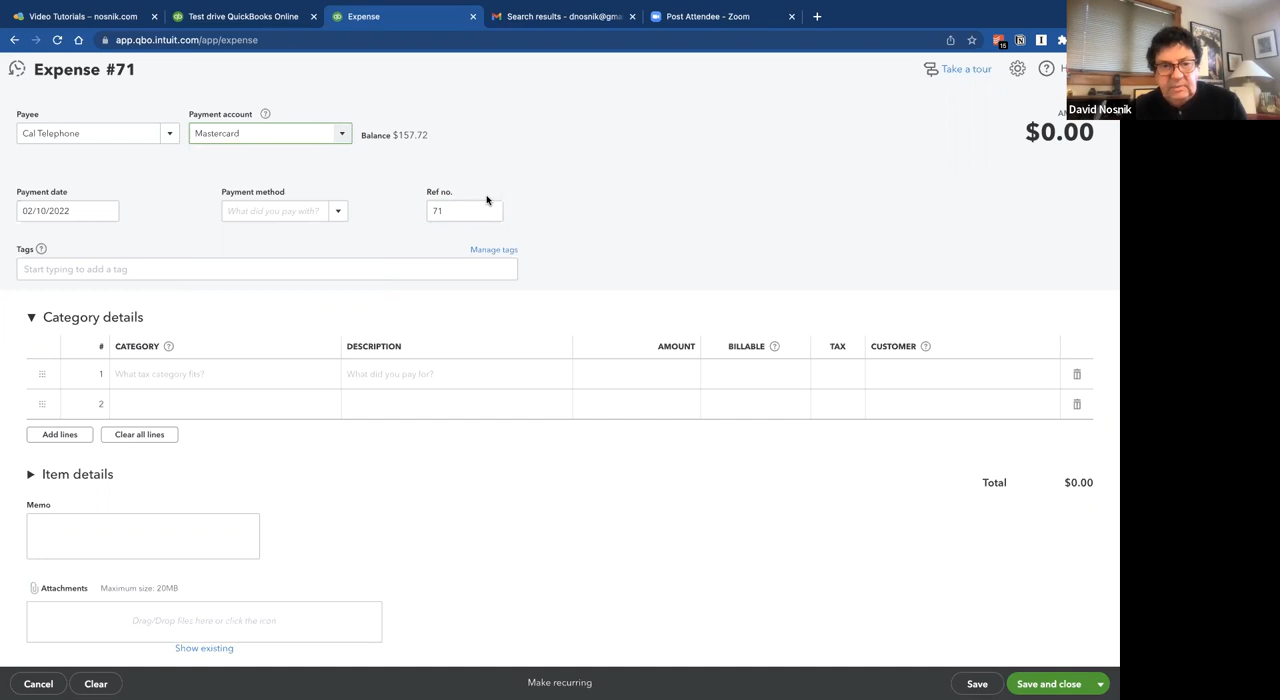 Video Tutorials – nosnik.com
Test drive QuickBooks Online
Expense
Search results - dnosnik@gma
Post Attendee - Zoom
app.qbo.intuit.com/app/expense
15
Expense #71
Take a tour
H
David Nosnik
Payee
Payment account
Cal Telephone
Mastercard
Balance $157.72
$0.00
Payment date
Payment method
Ref no.
02/10/2022
What did you pay with?
71
Tags
Manage tags
Start typing to add a tag
Category details
# CATEGORY DESCRIPTION AMOUNT BILLABLE TAX CUSTOMER
1 What tax category fits? What did you pay for?
2
Add lines
Clear all lines
Item details
Total $0.00
Memo
Attachments Maximum size: 20MB
Drag/Drop files here or click the icon
Show existing
Cancel
Clear
Make recurring
Save
Save and close